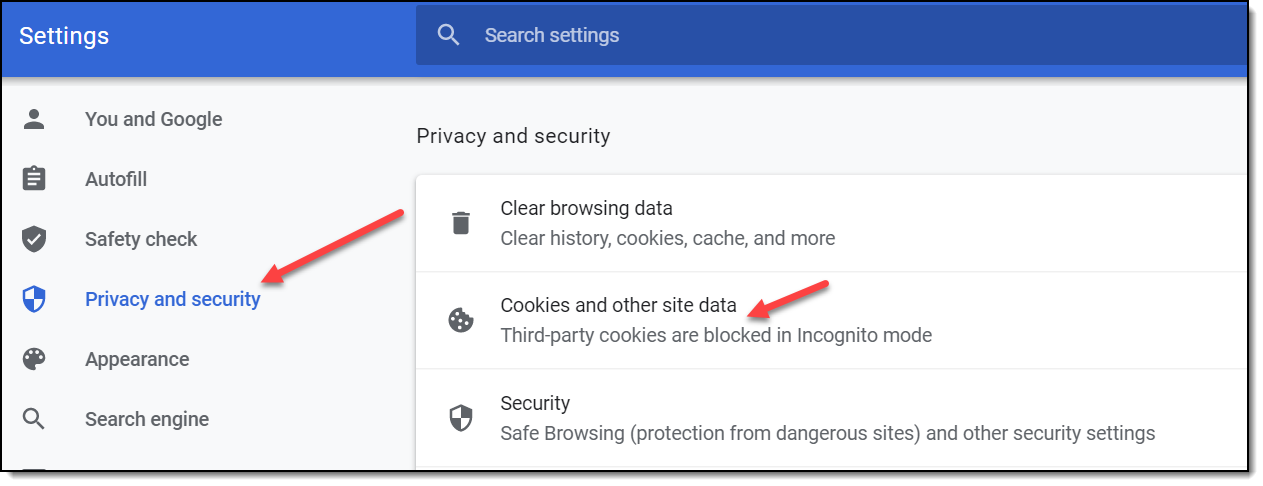 Settings
Search settings
You and Google
Autofill
Safety check
Privacy and security
Appearance
Search engine
Privacy and security
Clear browsing data
Clear history, cookies, cache, and more
Cookies and other site data
Third-party cookies are blocked in Incognito mode
Security
Safe Browsing (protection from dangerous sites) and other security settings